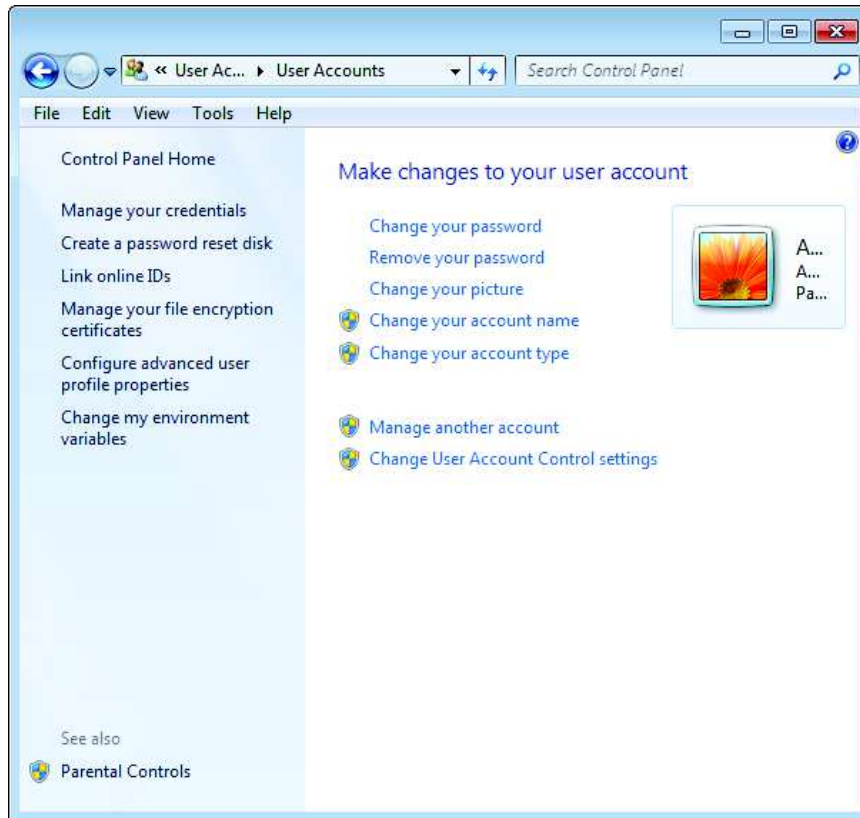 « User Ac... ▸ User Accounts
Search Control Panel
File Edit View Tools Help
Control Panel Home
Manage your credentials
Create a password reset disk
Link online IDs
Manage your file encryption
certificates
Configure advanced user
profile properties
Change my environment
variables
See also
Parental Controls
Make changes to your user account
Change your password
Remove your password
Change your picture
Change your account name
Change your account type
Manage another account
Change User Account Control settings
A...
A...
Pa...